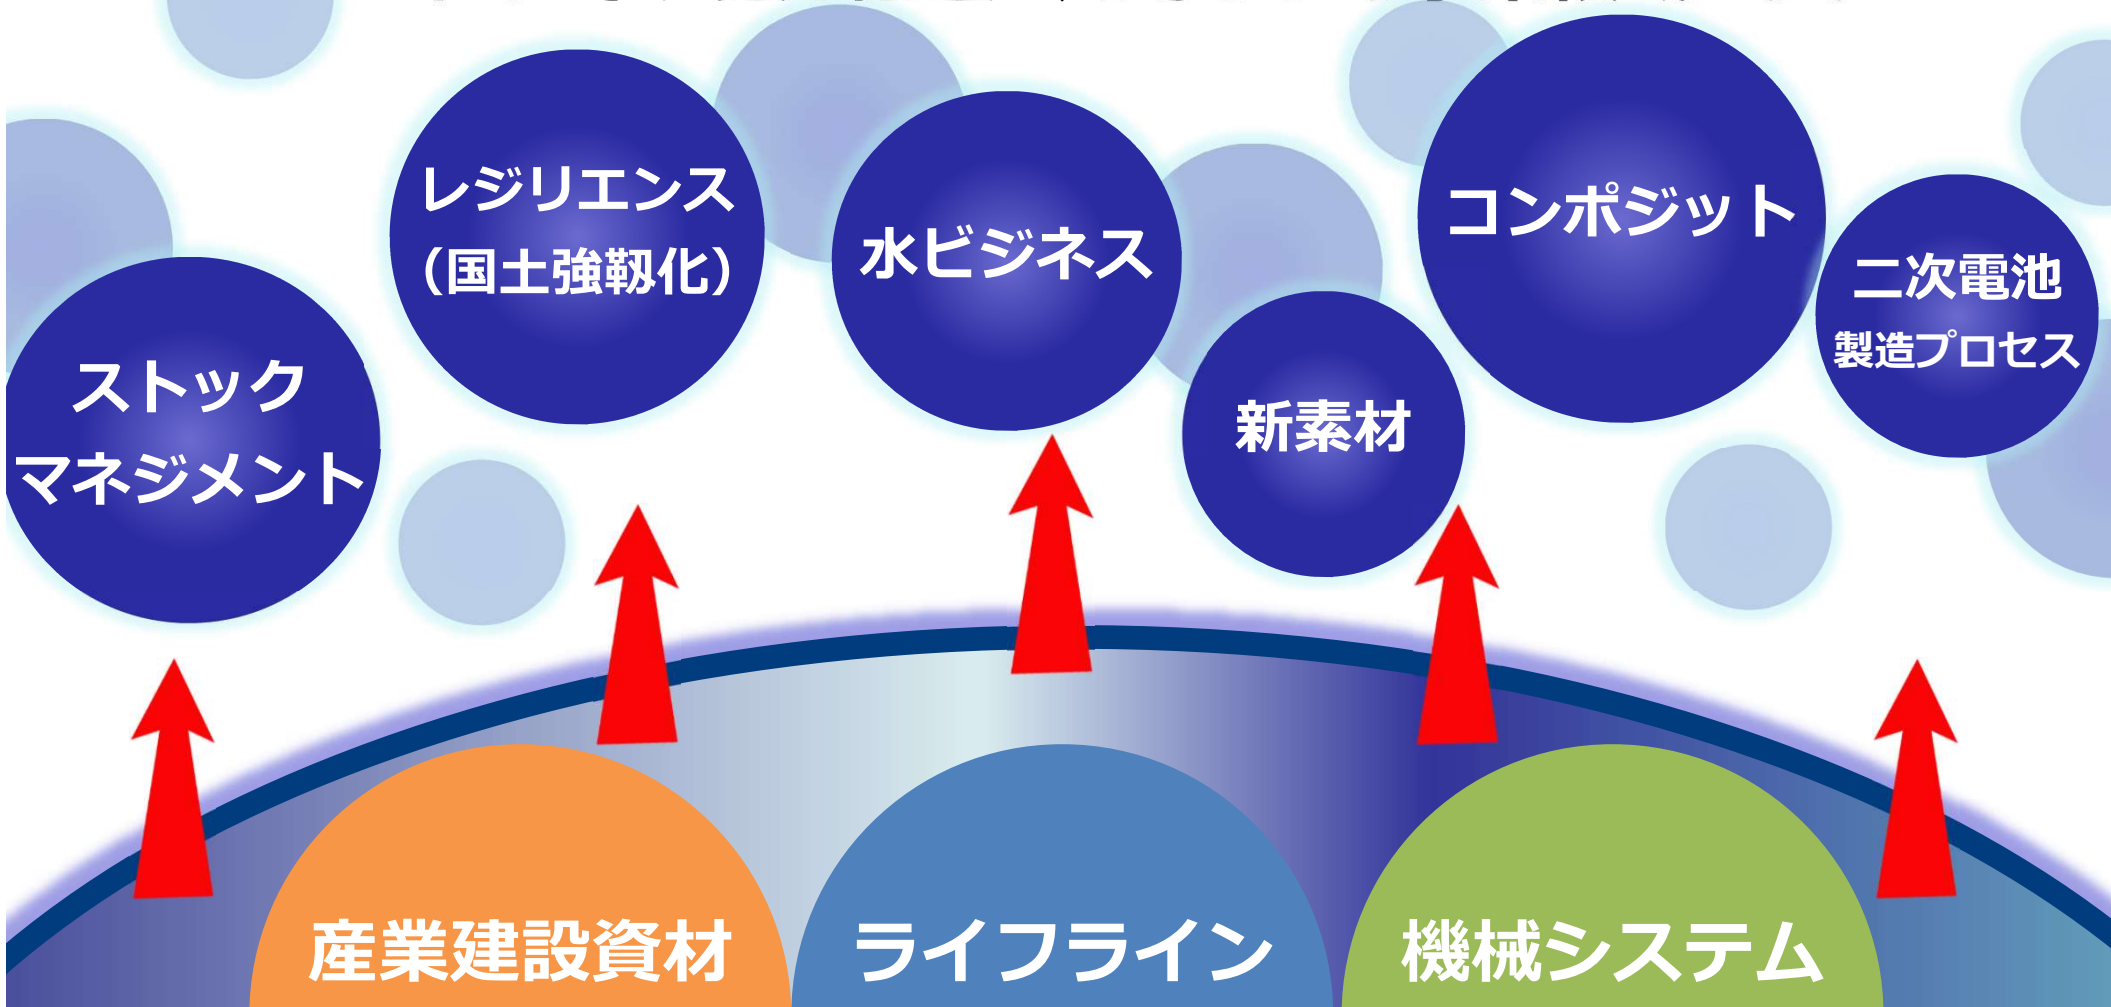 レジリエンス
（国土強靱化）
水ビジネス
コンポジット
二次電池
製造プロセス
ストック
マネジメント
新素材
産業建設資材
ライフライン
機械システム